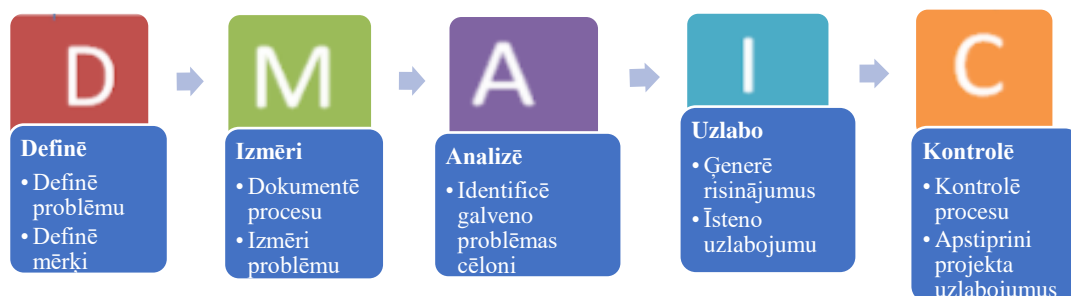 D
M
A
I
C
Definē
• Definē
problēmu
• Definē
mērķi
Izmēri
• Dokumentē
procesu
• Izmēri
problēmu
Analizē
• Identificē
galveno
problēmas
cēloni
Uzlabo
• Ģenerē
risinājumus
• Īsteno
uzlabojumu
Kontrolē
• Kontrolē
procesu
• Apstiprini
projekta
uzlabojumus